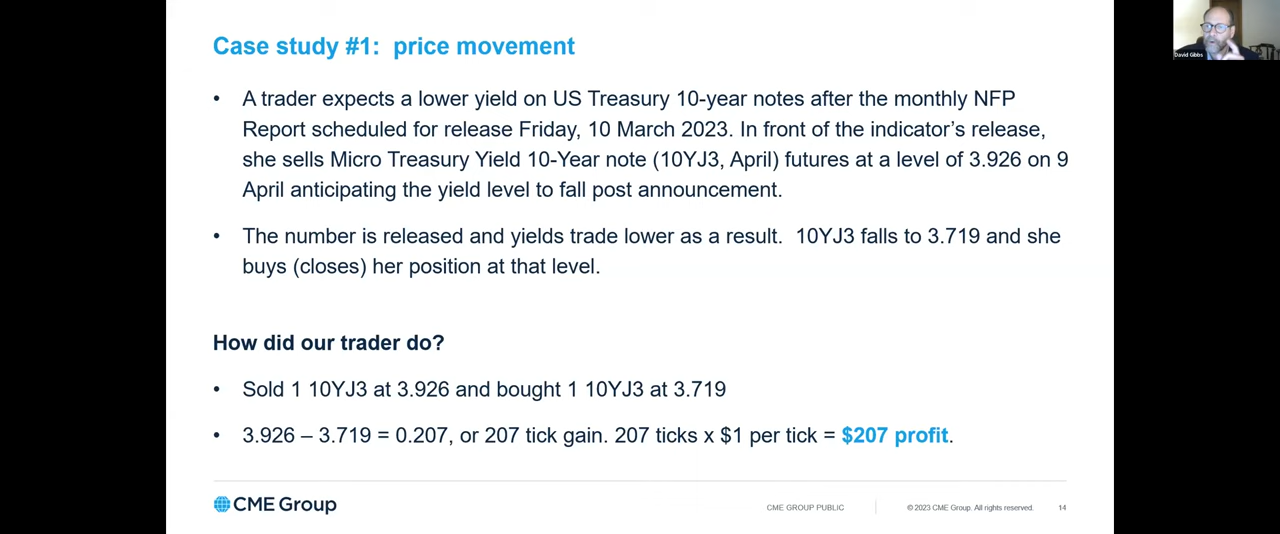 Case study #1: price movement
David Gibbs
• A trader expects a lower yield on US Treasury 10-year notes after the monthly NFP
Report scheduled for release Friday, 10 March 2023. In front of the indicator’s release,
she sells Micro Treasury Yield 10-Year note (10YJ3, April) futures at a level of 3.926 on 9
April anticipating the yield level to fall post announcement.
• The number is released and yields trade lower as a result. 10YJ3 falls to 3.719 and she
buys (closes) her position at that level.
How did our trader do?
• Sold 1 10YJ3 at 3.926 and bought 1 10YJ3 at 3.719
• 3.926 – 3.719 = 0.207, or 207 tick gain. 207 ticks x $1 per tick = $207 profit.
CME Group
CME GROUP PUBLIC
© 2023 CME Group. All rights reserved.
14